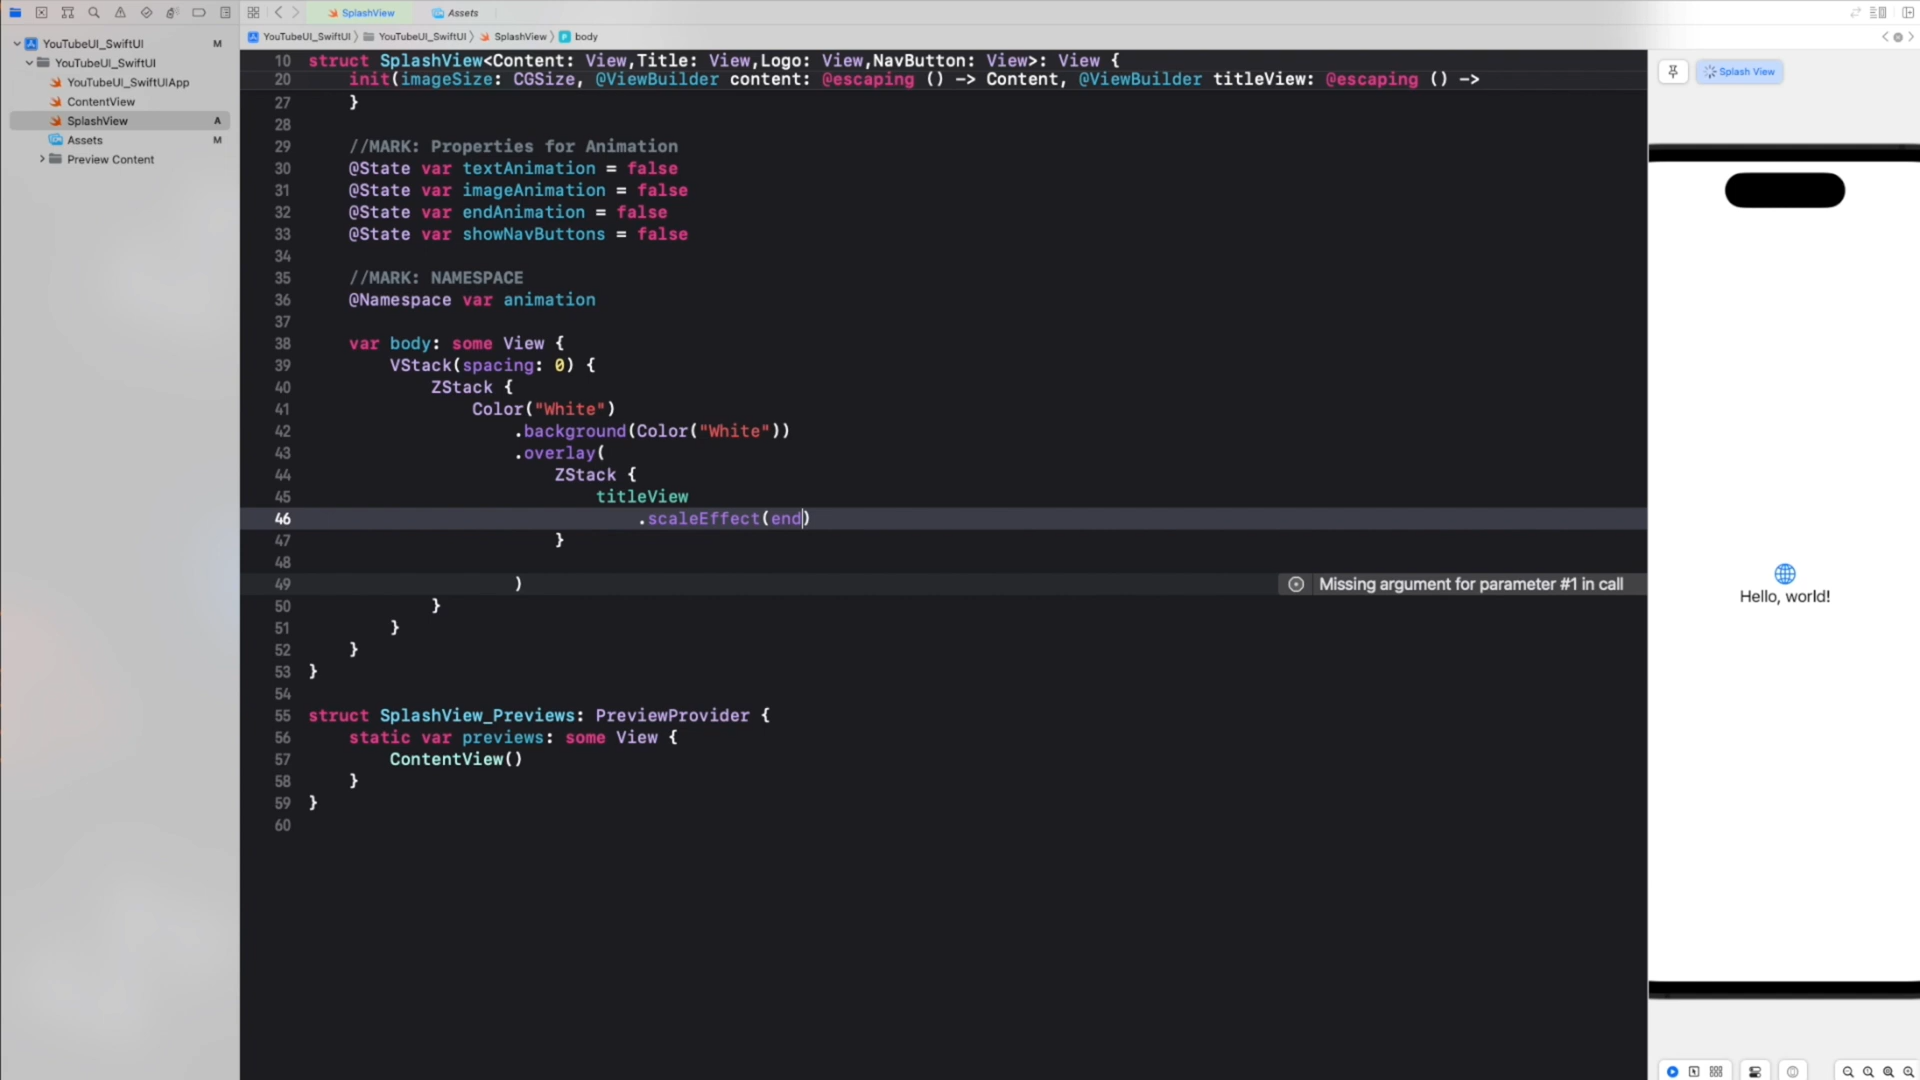 SplashView
Assets
YouTubeUI_SwiftUI M
YouTubeUI_SwiftUI
YouTubeUI_SwiftUIApp
ContentView
SplashView A
Assets M
Preview Content
YouTubeUI_SwiftUI YouTubeUI_SwiftUI SplashView body
10 struct SplashView<Content: View,Title: View,Logo: View,NavButton: View>: View {
20 init(imageSize: CGSize, @ViewBuilder content: @escaping () -> Content, @ViewBuilder titleView: @escaping () ->
27 }
28
29 //MARK: Properties for Animation
30 @State var textAnimation = false
31 @State var imageAnimation = false
32 @State var endAnimation = false
33 @State var showNavButtons = false
34
35 //MARK: NAMESPACE
36 @Namespace var animation
37
38 var body: some View {
39 VStack(spacing: 0) {
40 ZStack {
41 Color("White")
42 .background(Color("White"))
43 .overlay(
44 ZStack {
45 titleView
46 .scaleEffect(end)
47 }
48
49 ) Missing argument for parameter #1 in call
50 }
51 }
52 }
53 }
54
55 struct SplashView_Previews: PreviewProvider {
56 static var previews: some View {
57 ContentView()
58 }
59 }
60
Splash View
Hello, world!